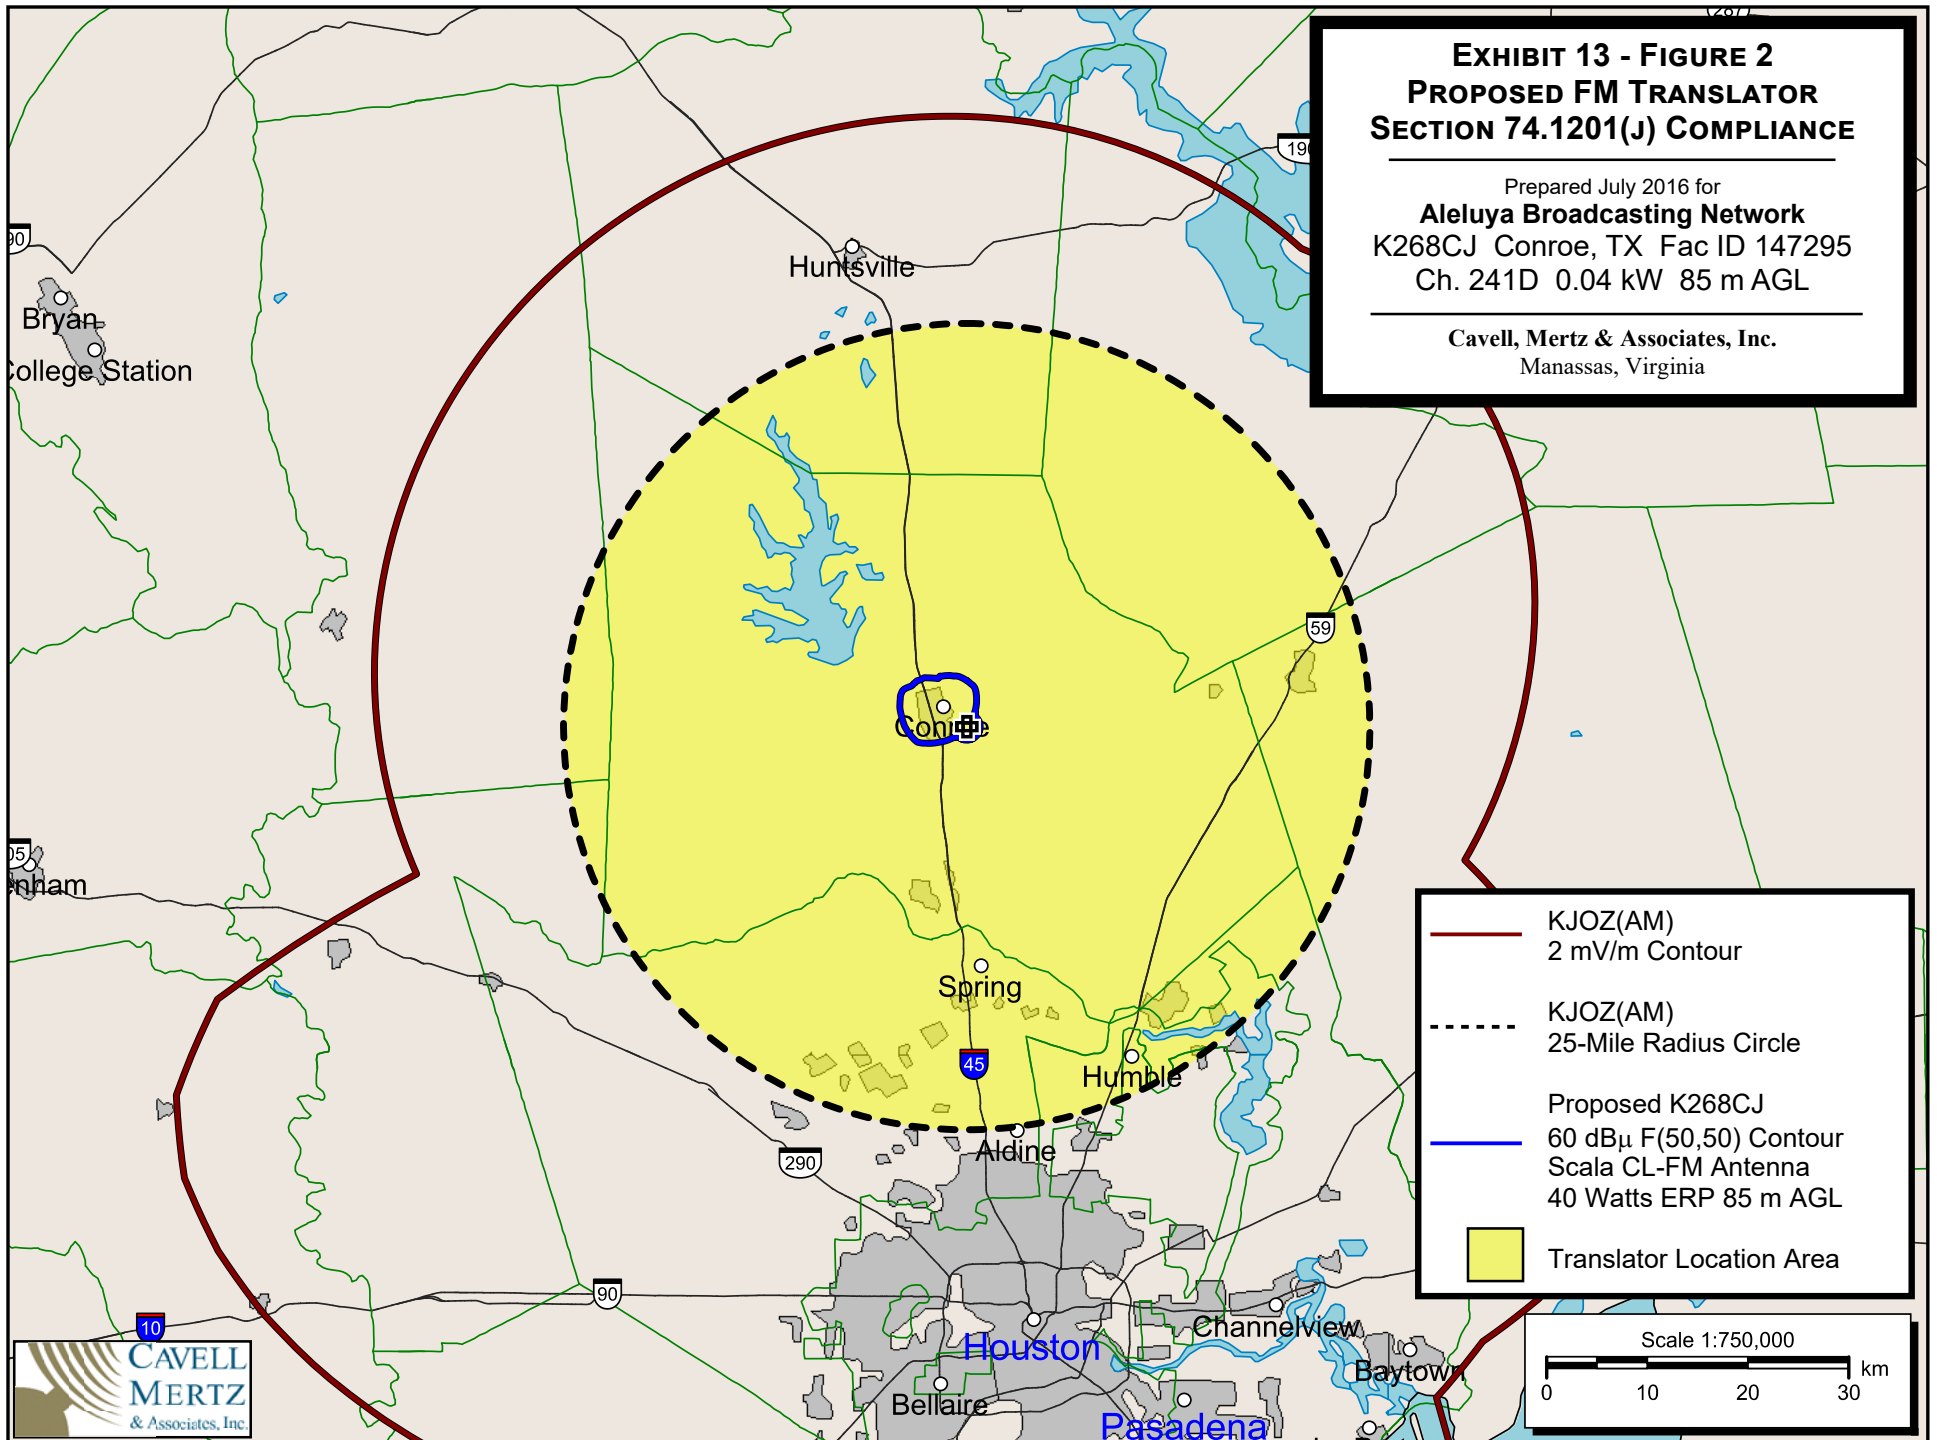 287
EXHIBIT 13 - FIGURE 2
PROPOSED FM TRANSLATOR
SECTION 74.1201(J) COMPLIANCE
Prepared July 2016 for
Aleluya Broadcasting Network
K268CJ Conroe, TX Fac ID 147295
Ch. 241D 0.04 kW 85 m AGL
Cavell, Mertz & Associates, Inc.
Manassas, Virginia
190
90
Huntsville
Bryan
College Station
59
Conroe
05
enham
Spring
45
Humble
Aldine
290
90
10
Houston
Channelview
Bellaire
Baytown
Pasadena
KJOZ(AM)
2 mV/m Contour
KJOZ(AM)
25-Mile Radius Circle
Proposed K268CJ
60 dBµ F(50,50) Contour
Scala CL-FM Antenna
40 Watts ERP 85 m AGL
Translator Location Area
Scale 1:750,000
km
0 10 20 30
CAVELL
MERTZ
& Associates, Inc.